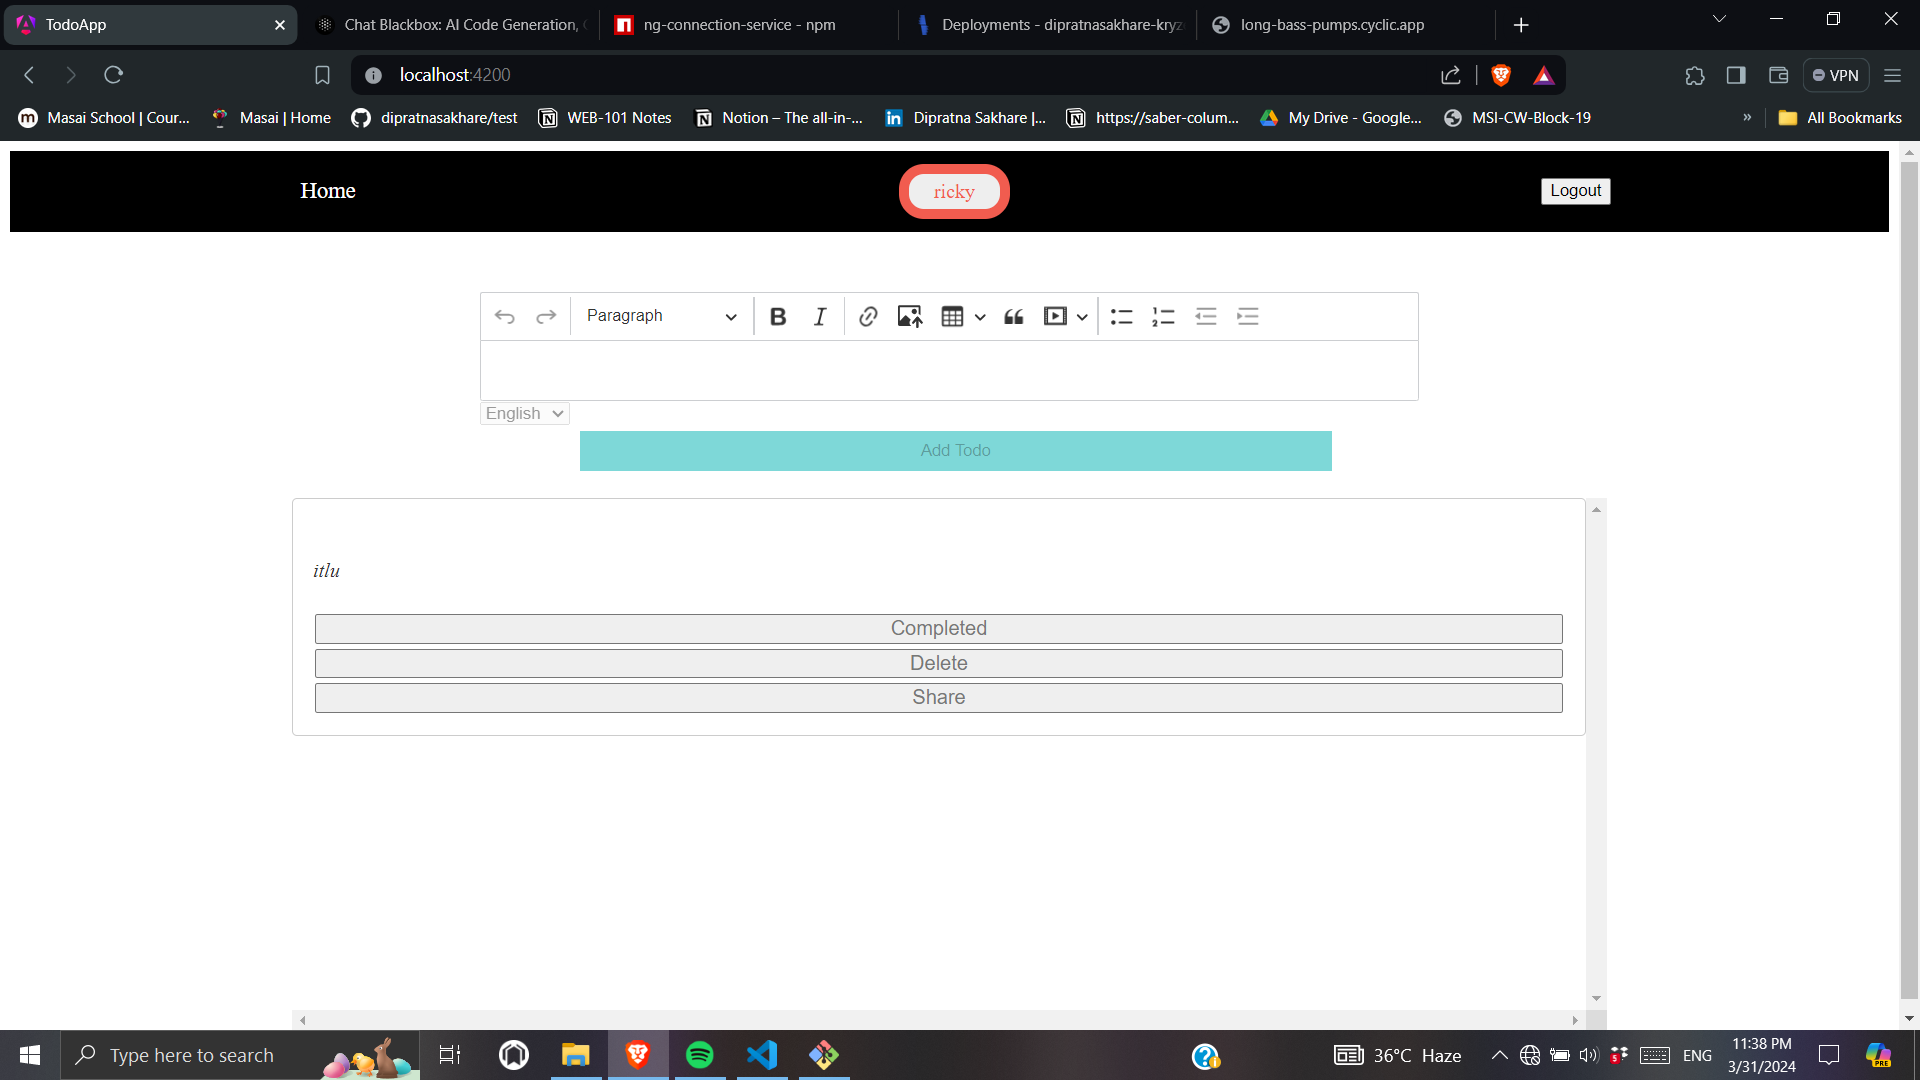 TodoApp
Chat Blackbox: AI Code Generation,
ng-connection-service - npm
Deployments - dipratnasakhare-kryz
long-bass-pumps.cyclic.app
localhost:4200
VPN
Masai School | Cour...
Masai | Home
dipratnasakhare/test
WEB-101 Notes
Notion – The all-in-...
Dipratna Sakhare |...
https://saber-colum...
My Drive - Google...
MSI-CW-Block-19
»
All Bookmarks
Home
ricky
Logout
Paragraph
English
Add Todo
itlu
Completed
Delete
Share
Type here to search
36°C Haze
ENG
11:38 PM
3/31/2024
PRE